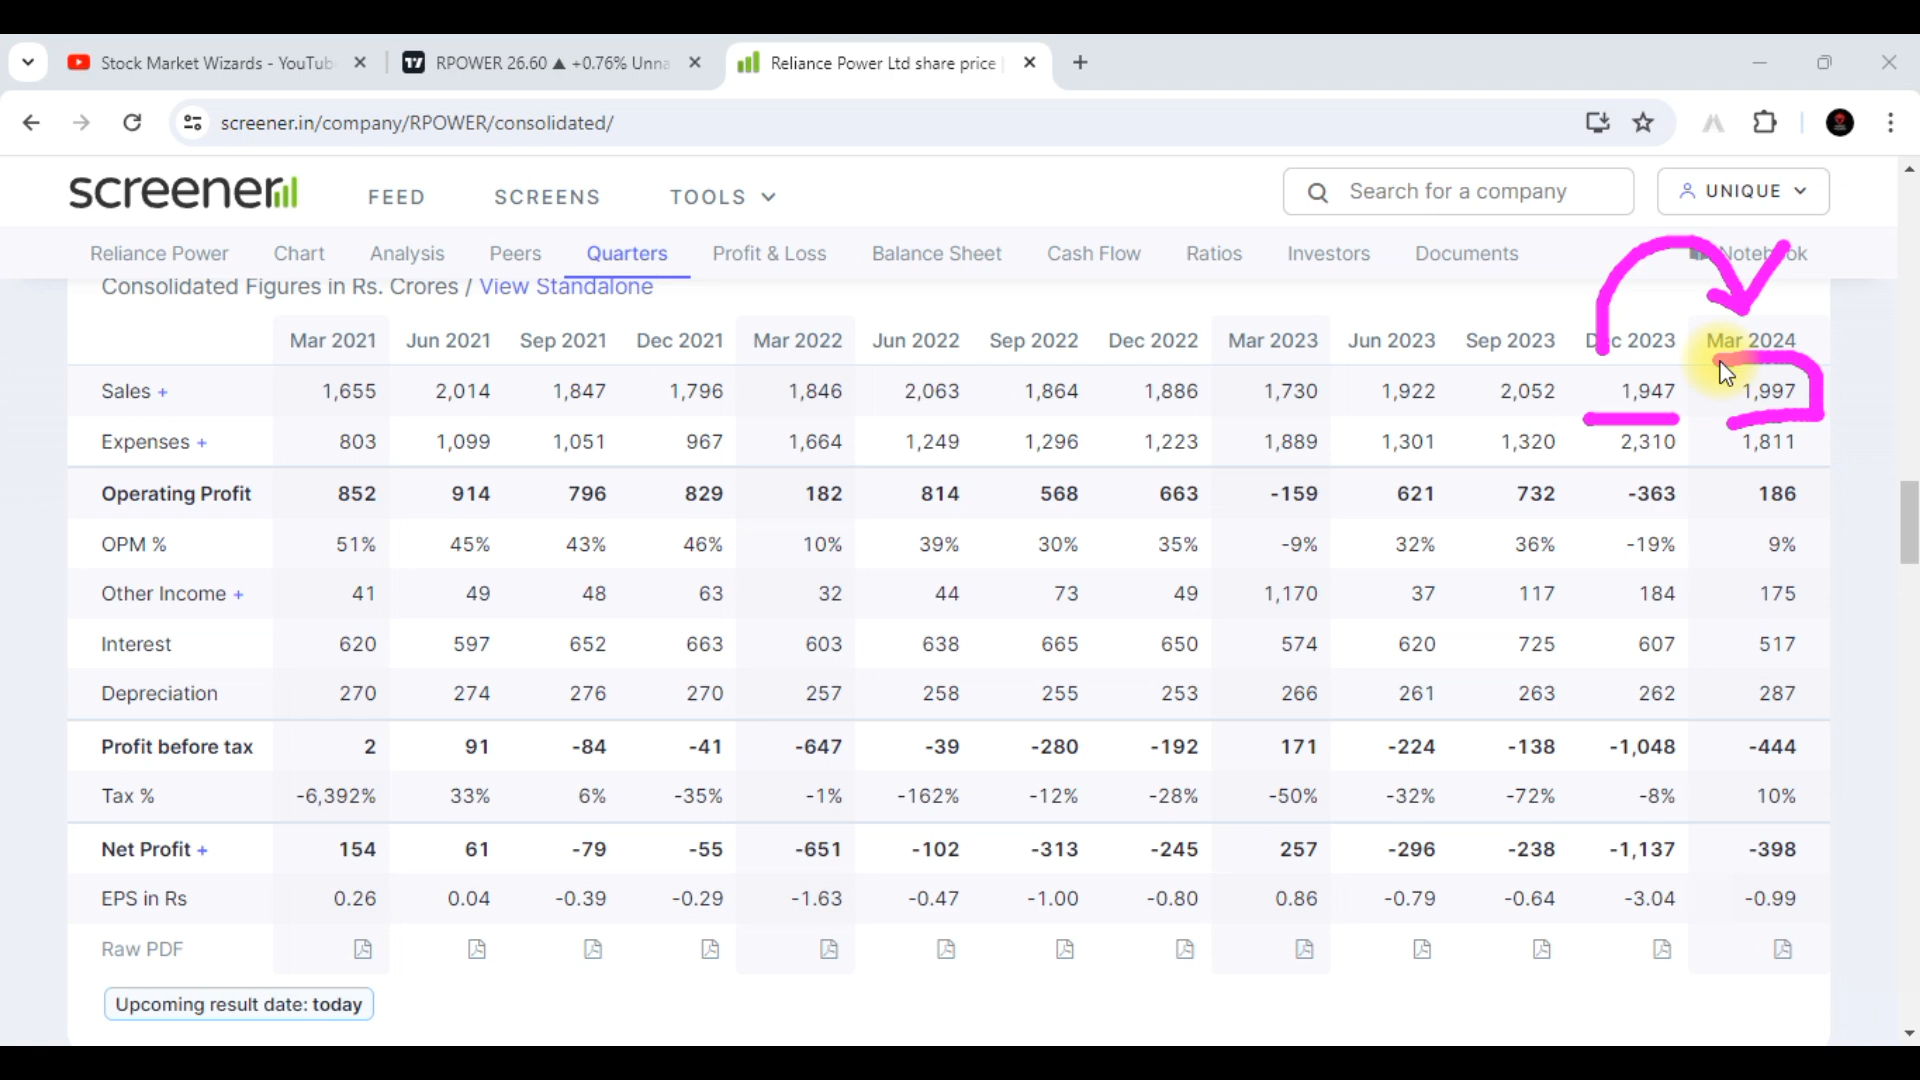 Stock Market Wizards - YouTub
RPOWER 26.60 ▲ +0.76% Unna
Reliance Power Ltd share price
screener.in/company/RPOWER/consolidated/
screener FEED SCREENS TOOLS Search for a company UNIQUE
Reliance Power Chart Analysis Peers Quarters Profit & Loss Balance Sheet Cash Flow Ratios Investors Documents Notebook
Consolidated Figures in Rs. Crores / View Standalone
Mar 2021 Jun 2021 Sep 2021 Dec 2021 Mar 2022 Jun 2022 Sep 2022 Dec 2022 Mar 2023 Jun 2023 Sep 2023 Dec 2023 Mar 2024
Sales + 1,655 2,014 1,847 1,796 1,846 2,063 1,864 1,886 1,730 1,922 2,052 1,947 1,997
Expenses + 803 1,099 1,051 967 1,664 1,249 1,296 1,223 1,889 1,301 1,320 2,310 1,811
Operating Profit 852 914 796 829 182 814 568 663 -159 621 732 -363 186
OPM % 51% 45% 43% 46% 10% 39% 30% 35% -9% 32% 36% -19% 9%
Other Income + 41 49 48 63 32 44 73 49 1,170 37 117 184 175
Interest 620 597 652 663 603 638 665 650 574 620 725 607 517
Depreciation 270 274 276 270 257 258 255 253 266 261 263 262 287
Profit before tax 2 91 -84 -41 -647 -39 -280 -192 171 -224 -138 -1,048 -444
Tax % -6,392% 33% 6% -35% -1% -162% -12% -28% -50% -32% -72% -8% 10%
Net Profit + 154 61 -79 -55 -651 -102 -313 -245 257 -296 -238 -1,137 -398
EPS in Rs 0.26 0.04 -0.39 -0.29 -1.63 -0.47 -1.00 -0.80 0.86 -0.79 -0.64 -3.04 -0.99
Raw PDF
Upcoming result date: today